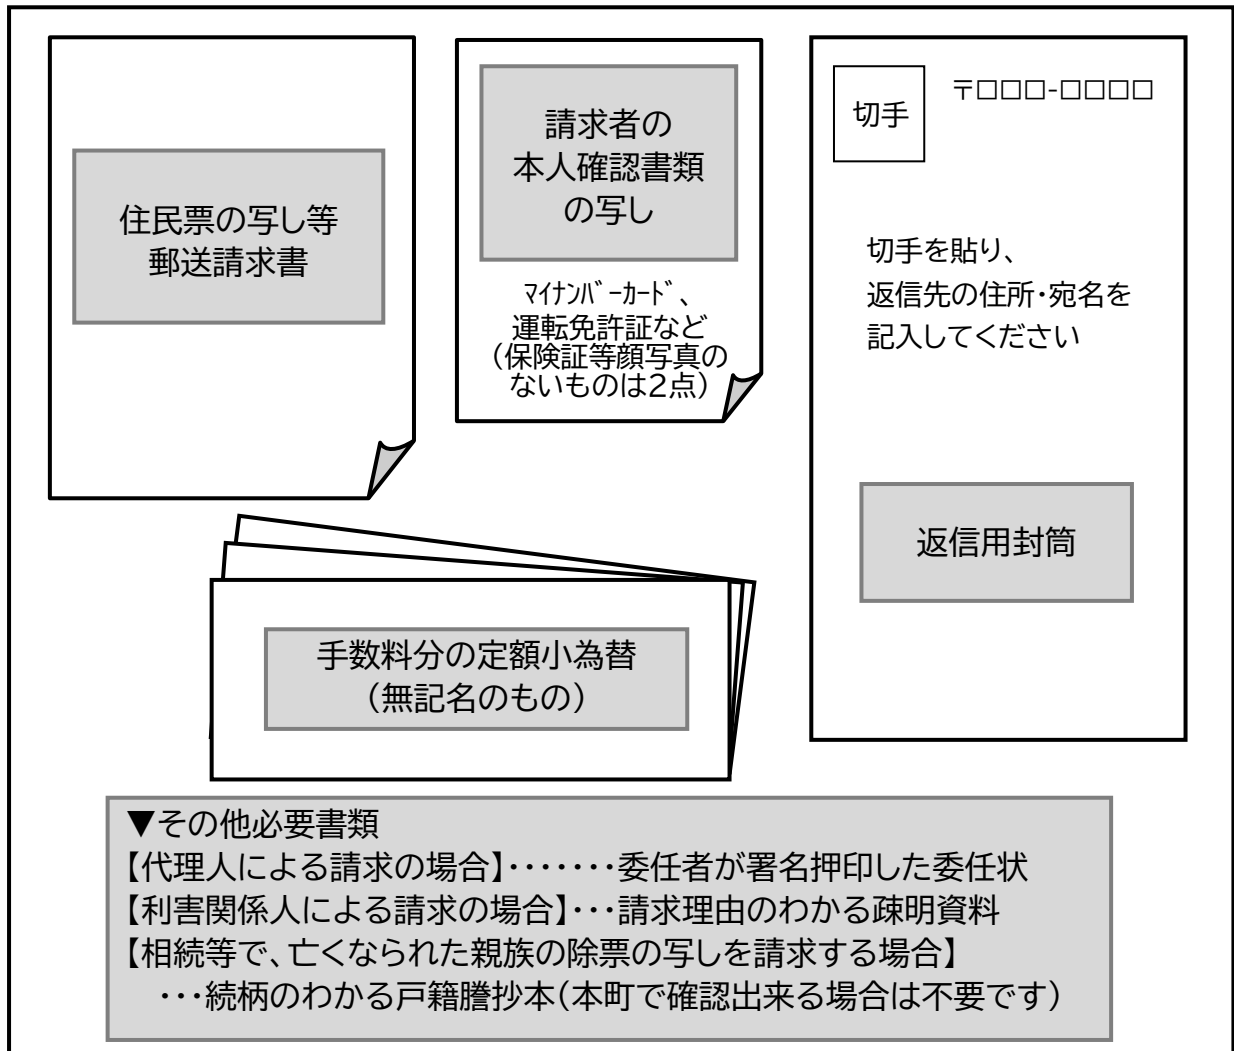 住民票の写し等
郵送請求書
請求者の
本人確認書類
の写し
ﾏｲﾅﾝﾊﾞｰｶｰﾄﾞ、
運転免許証など
（保険証等顔写真の
ないものは２点）
切手
〒□□□-□□□□
切手を貼り、
返信先の住所・宛名を
記入してください
返信用封筒
手数料分の定額小為替
（無記名のもの）
▼その他必要書類
【代理人による請求の場合】・・・・・・・委任者が署名押印した委任状
【利害関係人による請求の場合】・・・請求理由のわかる疎明資料
【相続等で、亡くなられた親族の除票の写しを請求する場合】
・・・続柄のわかる戸籍謄抄本（本町で確認出来る場合は不要です）